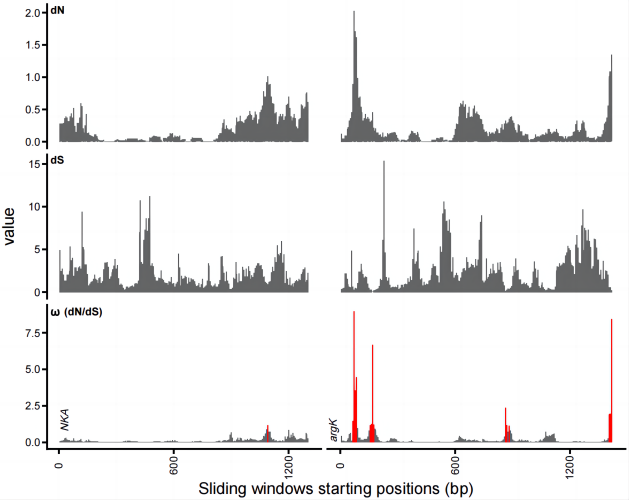 dN
2.0
1.5
1.0
0.5
0.0
dS
15
10
5
0
value
ω (dN/dS)
7.5
5.0
2.5
0.0
NKA
argK
0 600 1200 0 600 1200
Sliding windows starting positions (bp)